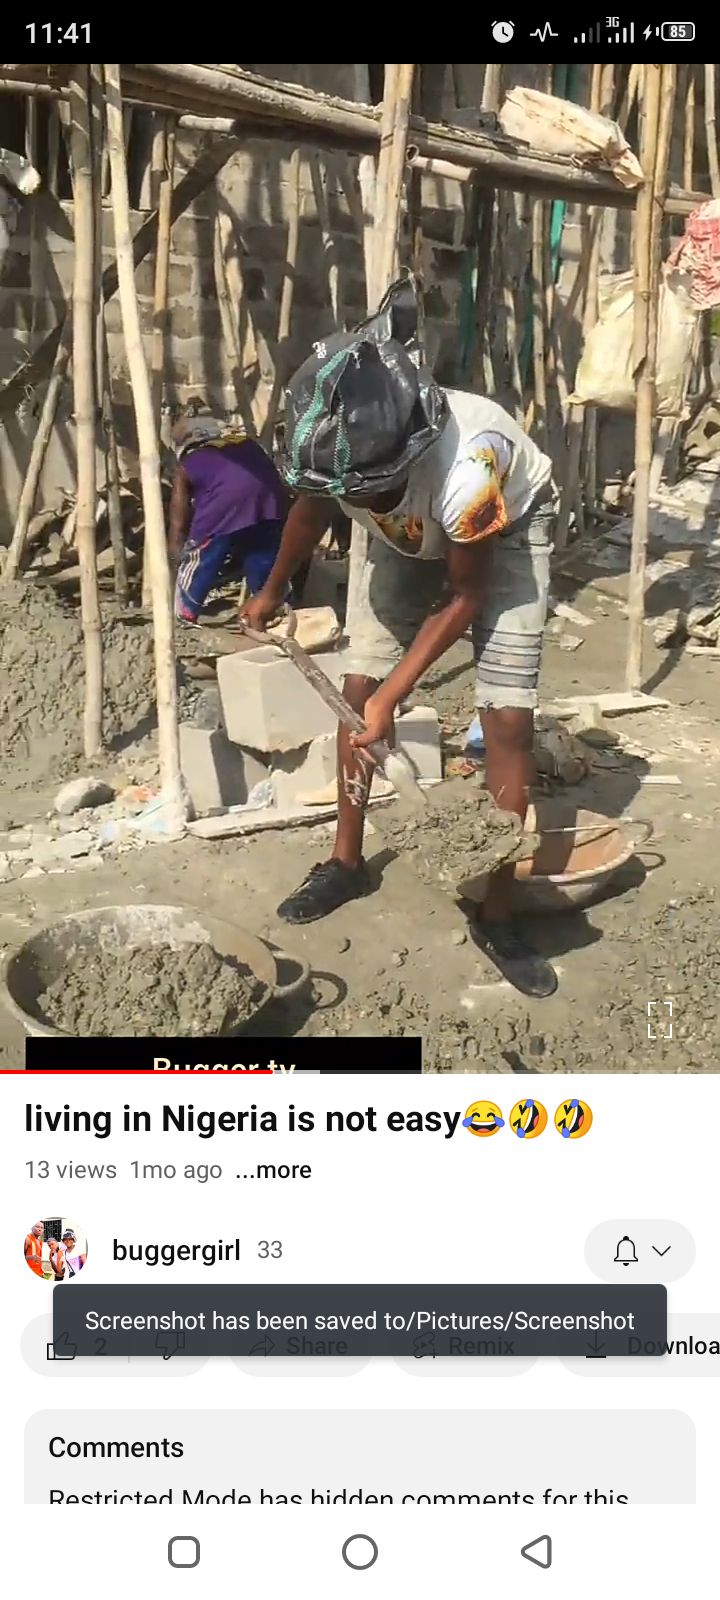 11:41
3G
85
Bugger tv
living in Nigeria is not easy😂🤣🤣
13 views 1mo ago ...more
buggergirl 33
Screenshot has been saved to/Pictures/Screenshot
2 Share Remix Downloa
Comments
Restricted Mode has hidden comments for this